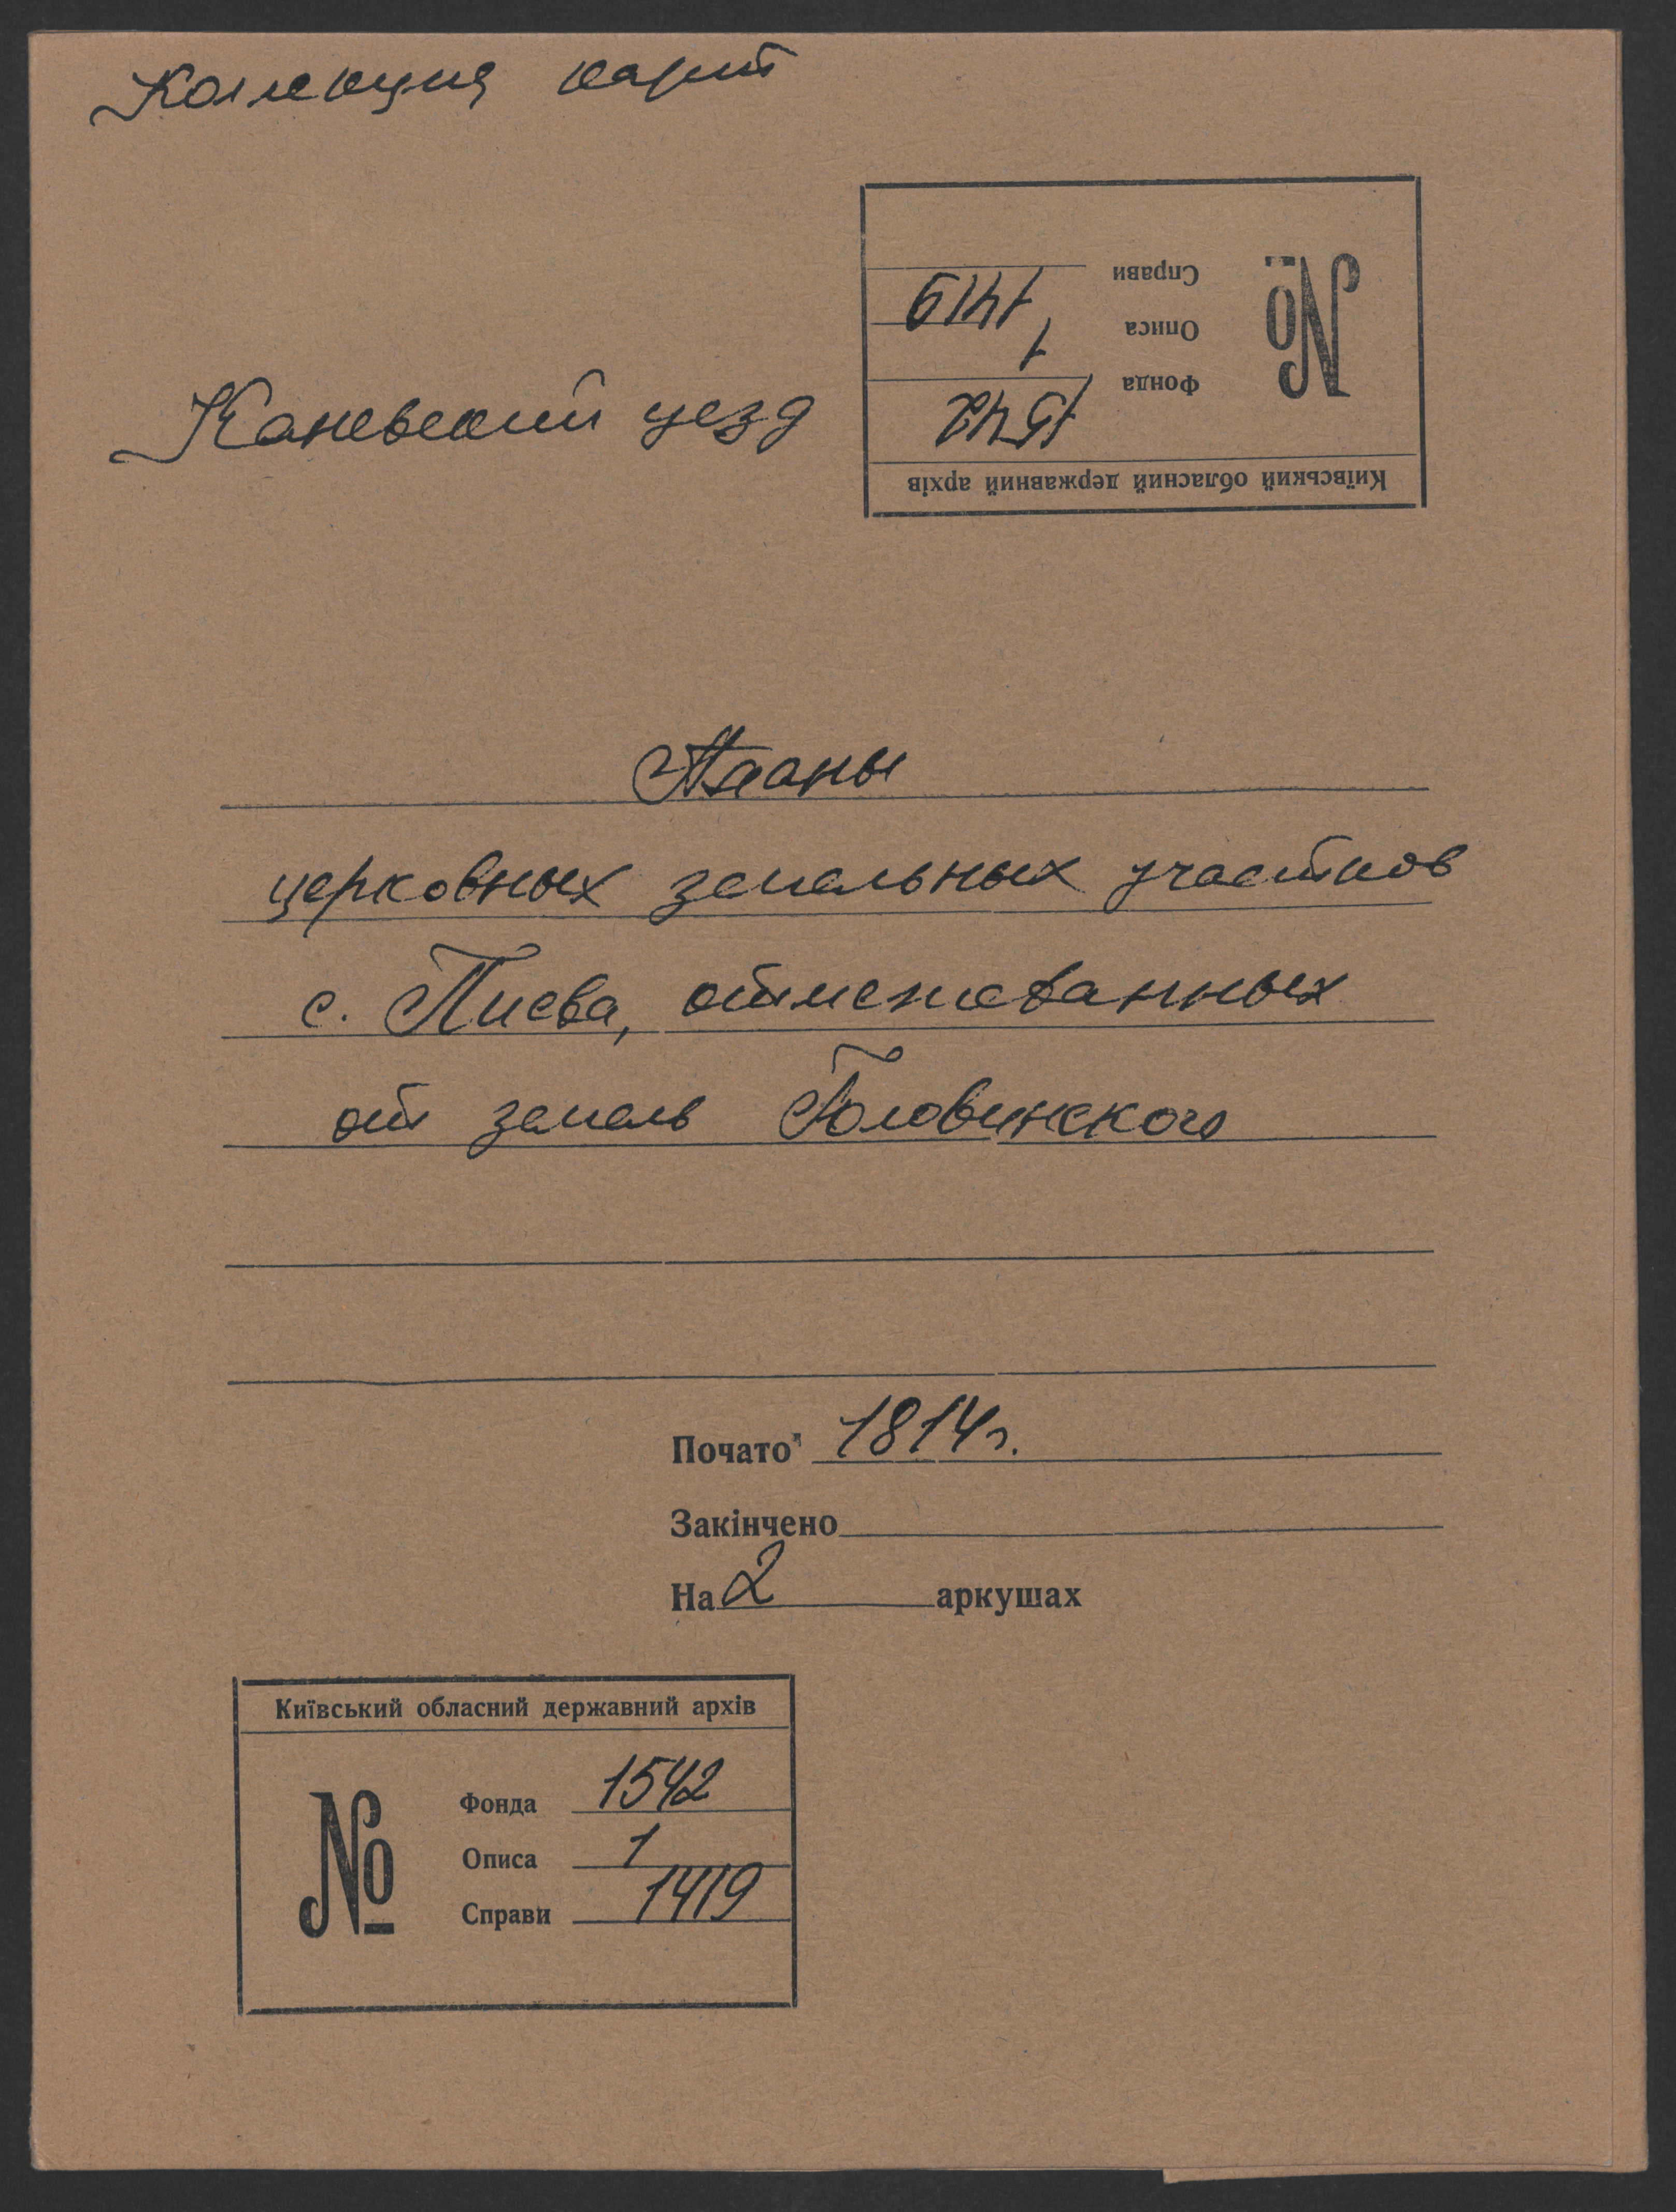 Коллекция карт
Київський обласний державний архів
№
Фонда 1542
Описа 1
Справи 1419
Каневский уезд
Планы
церковных земельных участков
с. Пиева, отмежеванных
от земель Головинского
Почато 1814 г.
Закінчено
На 2 аркушах
Київський обласний державний архів
№
Фонда 1542
Описа 1
Справи 1419